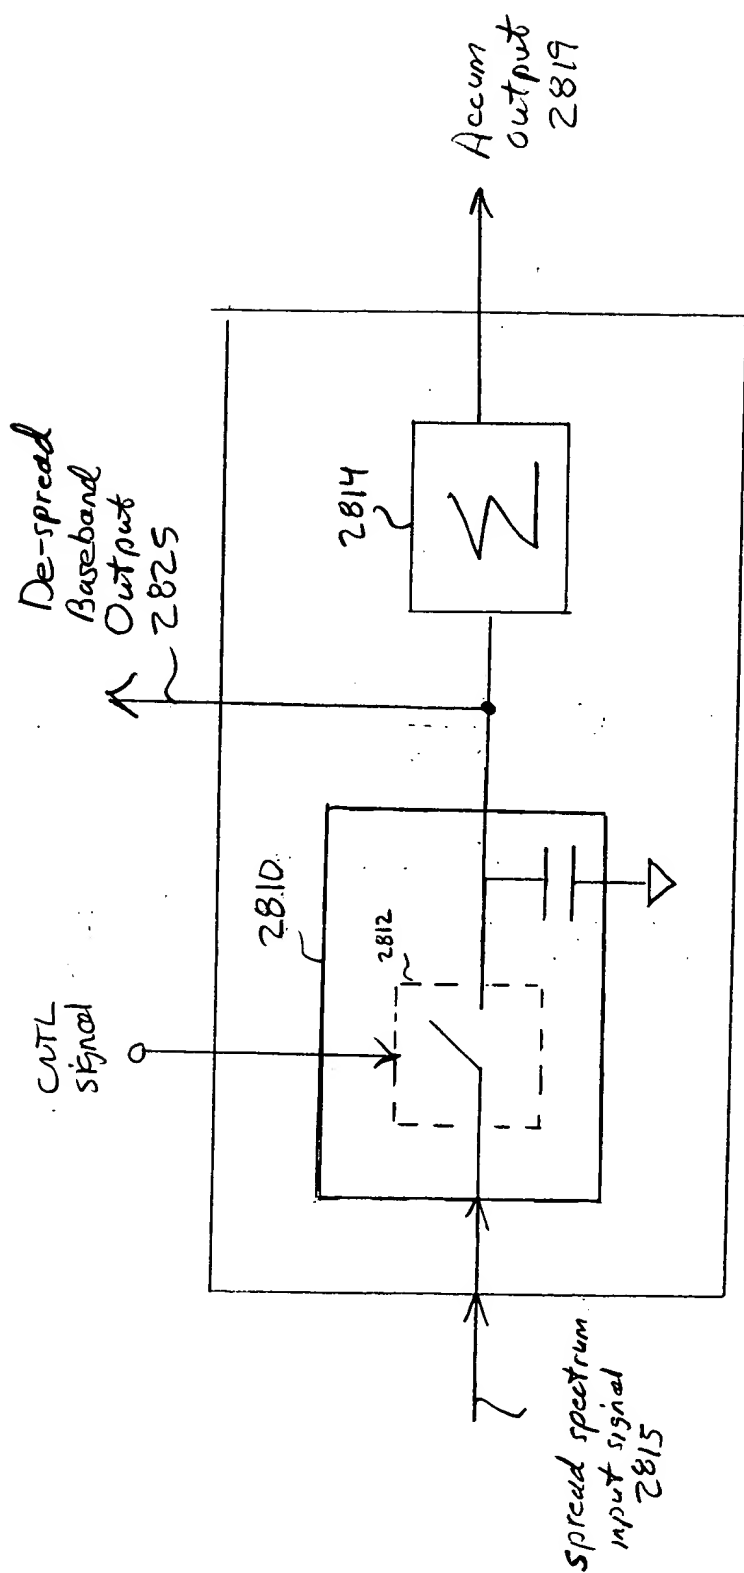 De-spread
Baseband
Output
2825
CNTL
signal
2810
2812
2814
Σ
Accum
output
2819
spread spectrum
input signal
2815